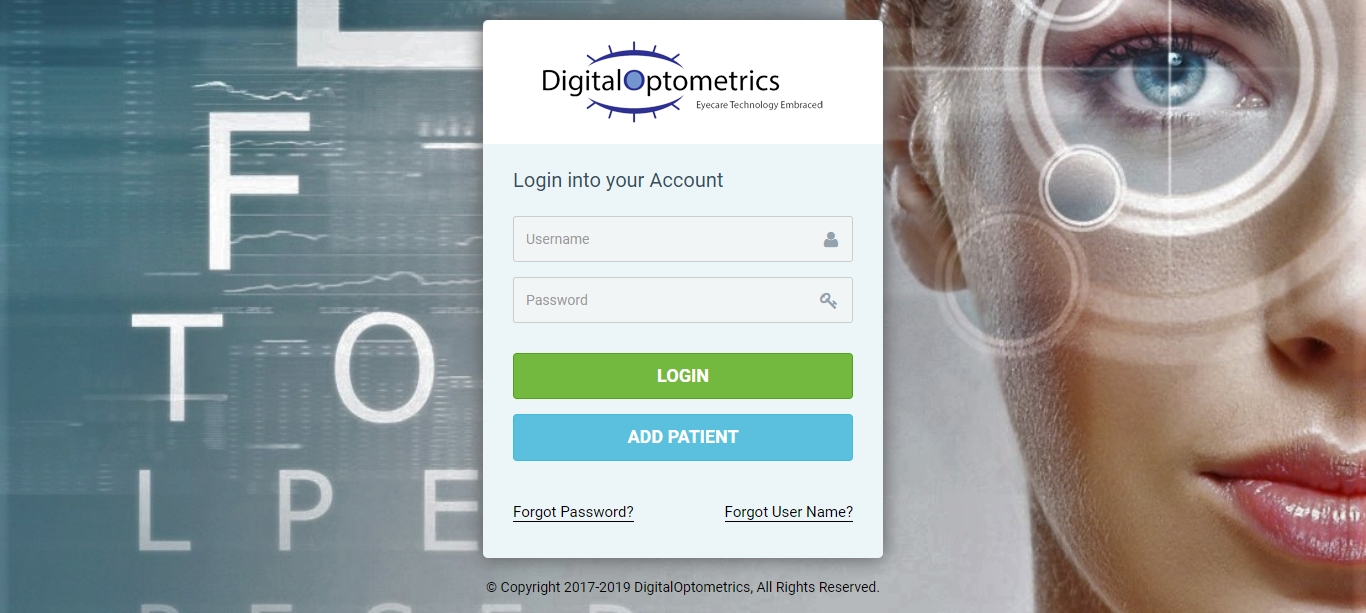 F
T O
L P E
DigitalOptometrics
Eyecare Technology Embraced
Login into your Account
Username
Password
LOGIN
ADD PATIENT
Forgot Password? Forgot User Name?
© Copyright 2017-2019 DigitalOptometrics, All Rights Reserved.